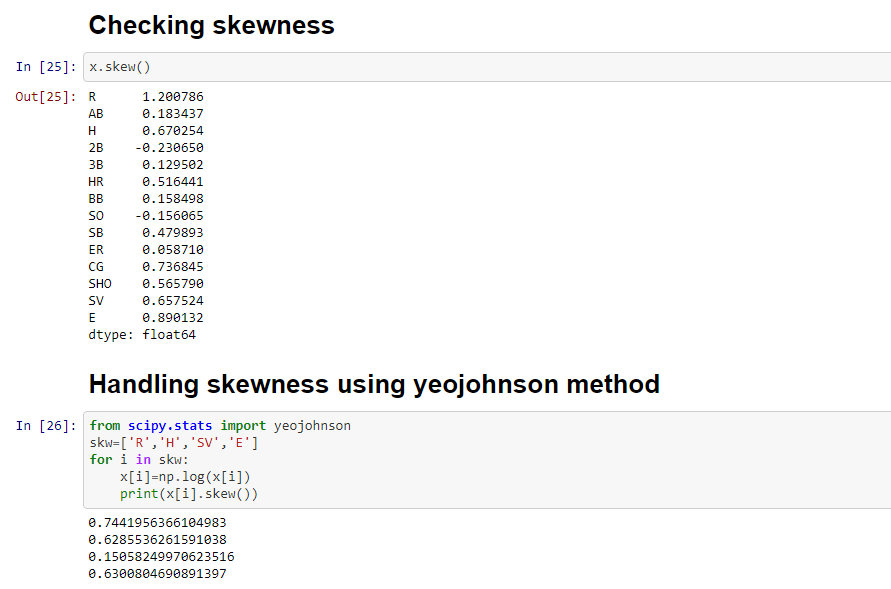 Checking skewness
In [25]: x.skew()
Out[25]: R 1.200786
AB 0.183437
H 0.670254
2B -0.230650
3B 0.129502
HR 0.516441
BB 0.158498
SO -0.156065
SB 0.479893
ER 0.058710
CG 0.736845
SHO 0.565790
SV 0.657524
E 0.890132
dtype: float64
Handling skewness using yeojohnson method
In [26]: from scipy.stats import yeojohnson
skw=['R','H','SV','E']
for i in skw:
    x[i]=np.log(x[i])
    print(x[i].skew())
0.7441956366104983
0.6285536261591038
0.15058249970623516
0.6300804690891397